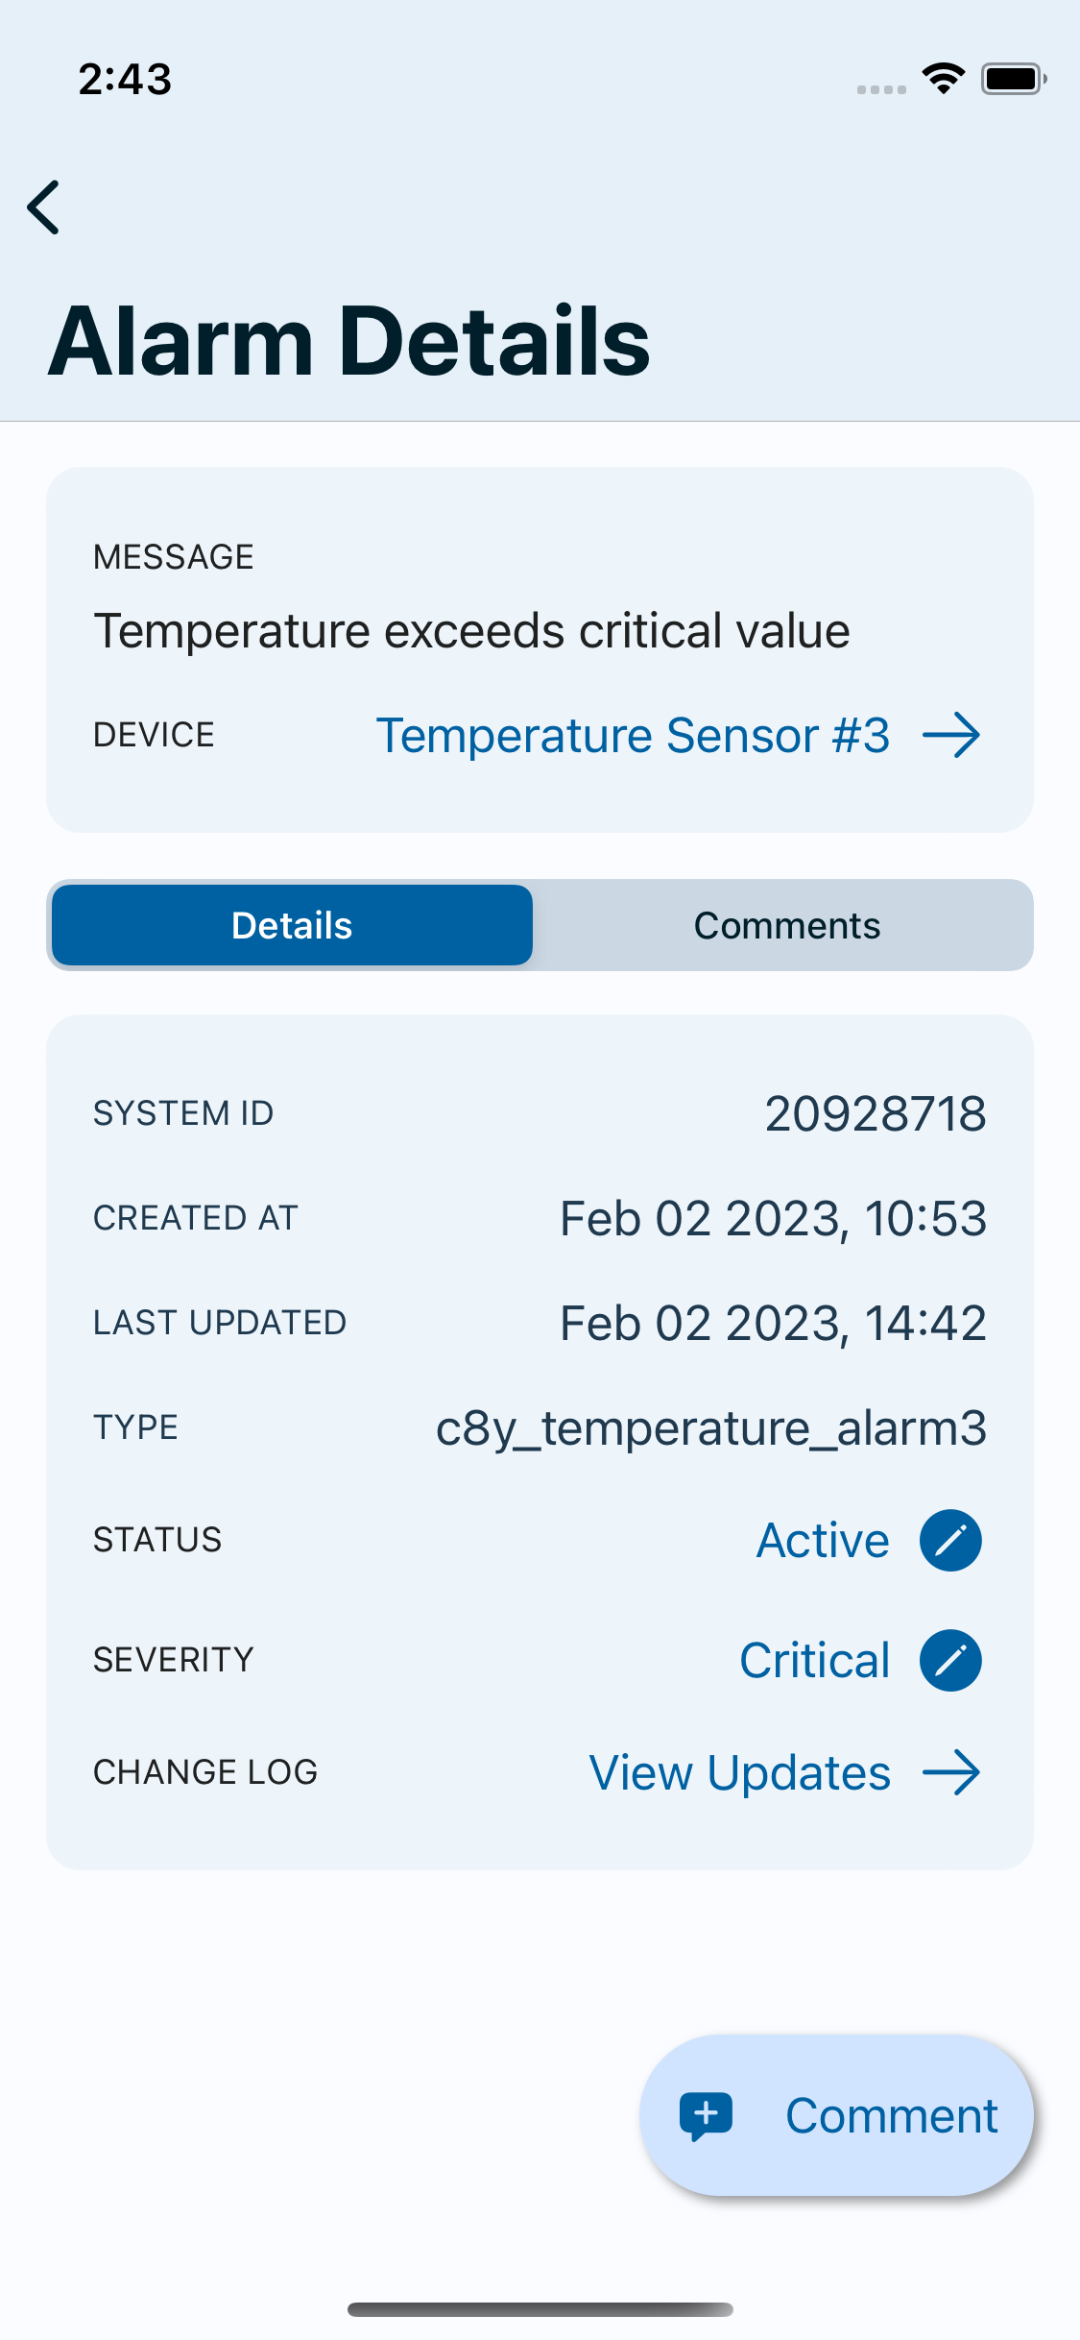 2:43
Alarm Details
MESSAGE
Temperature exceeds critical value
DEVICE Temperature Sensor #3
Details Comments
SYSTEM ID 20928718
CREATED AT Feb 02 2023, 10:53
LAST UPDATED Feb 02 2023, 14:42
TYPE c8y_temperature_alarm3
STATUS Active
SEVERITY Critical
CHANGE LOG View Updates
Comment